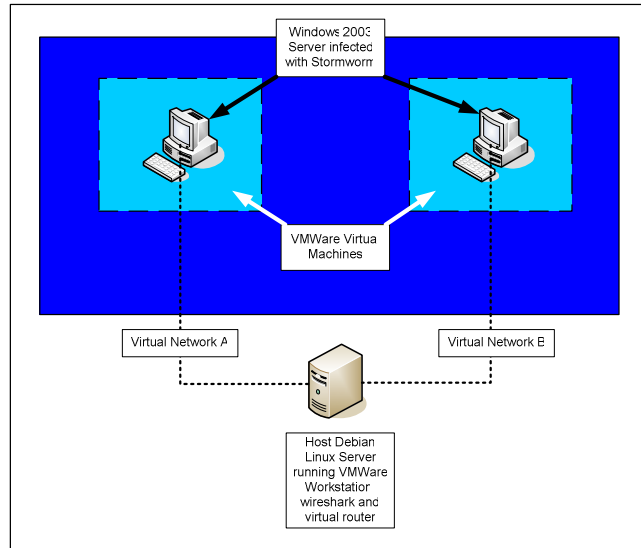 Windows 2003
Server infected
with Stormworm
VMWare Virtual
Machines
Virtual Network A
Virtual Network B
Host Debian
Linux Server
running VMWare
Workstation
wireshark and
virtual router